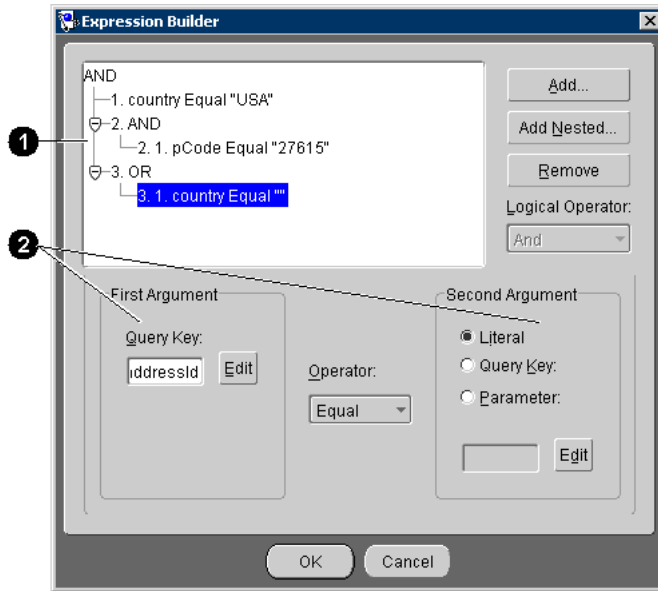 Expression Builder
AND
1. country Equal "USA"
2. AND
2. 1. pCode Equal "27615"
3. OR
3. 1. country Equal ""
Add...
Add Nested...
Remove
Logical Operator:
And
1
2
First Argument
Query Key:
ddressId
Edit
Operator:
Equal
Second Argument
Literal
Query Key:
Parameter:
Edit
OK
Cancel